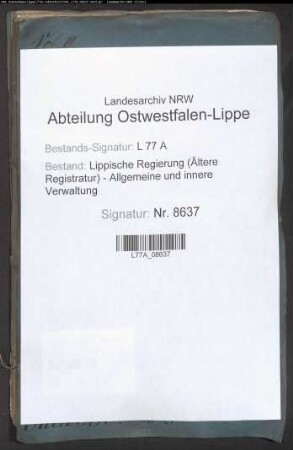 Landesarchiv NRW
Abteilung Ostwestfalen-Lippe
Bestands-Signatur: L 77 A
Bestand: Lippische Regierung (Ältere
Registratur) - Allgemeine und innere
Verwaltung
Signatur: Nr. 8637
L77A_08637